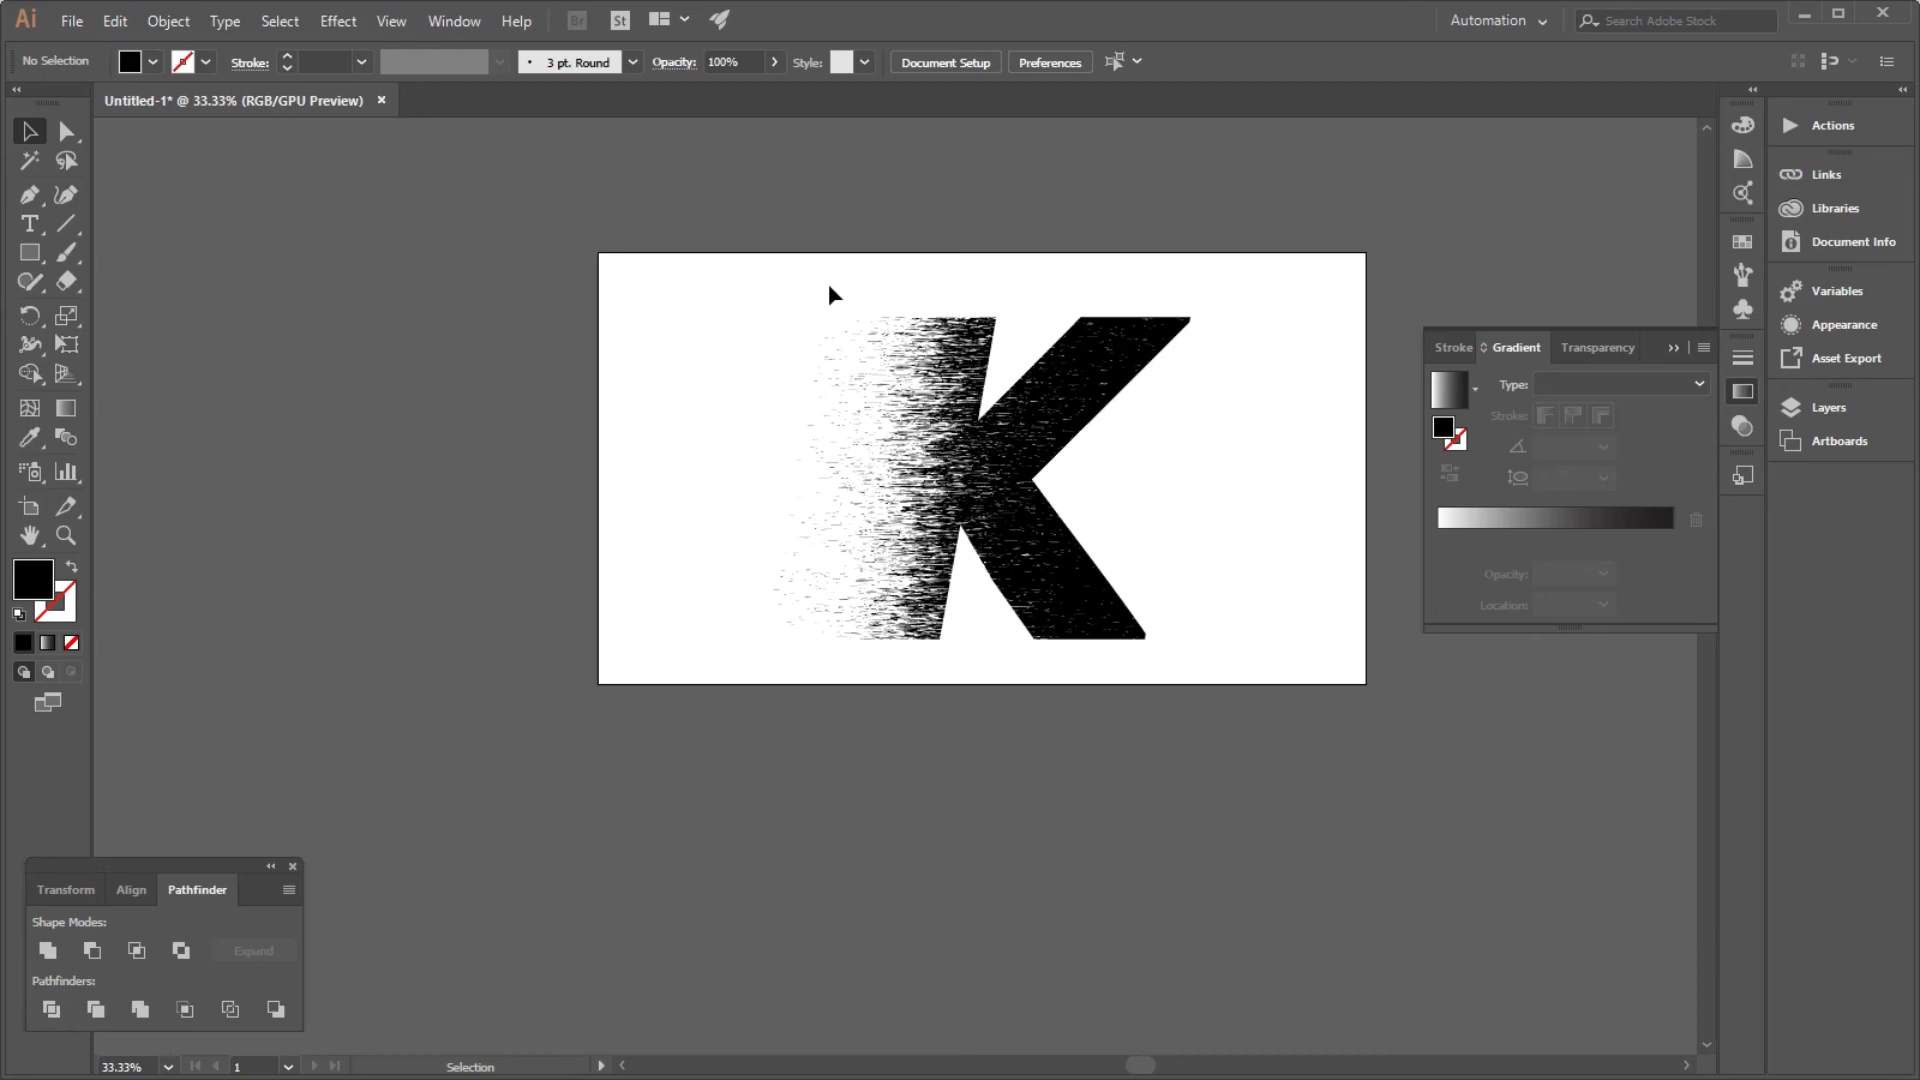 Ai File Edit Object Type Select Effect View Window Help Br St Automation Search Adobe Stock
No Selection Stroke: 3 pt. Round Opacity: 100% Style: Document Setup Preferences
Untitled-1* @ 33.33% (RGB/GPU Preview)
Actions
Links
Libraries
Document Info
Variables
Appearance
Asset Export
Layers
Artboards
Stroke Gradient Transparency
Type:
Stroke:
Opacity:
Location:
K
Transform Align Pathfinder
Shape Modes:
Expand
Pathfinders:
33.33% 1 Selection